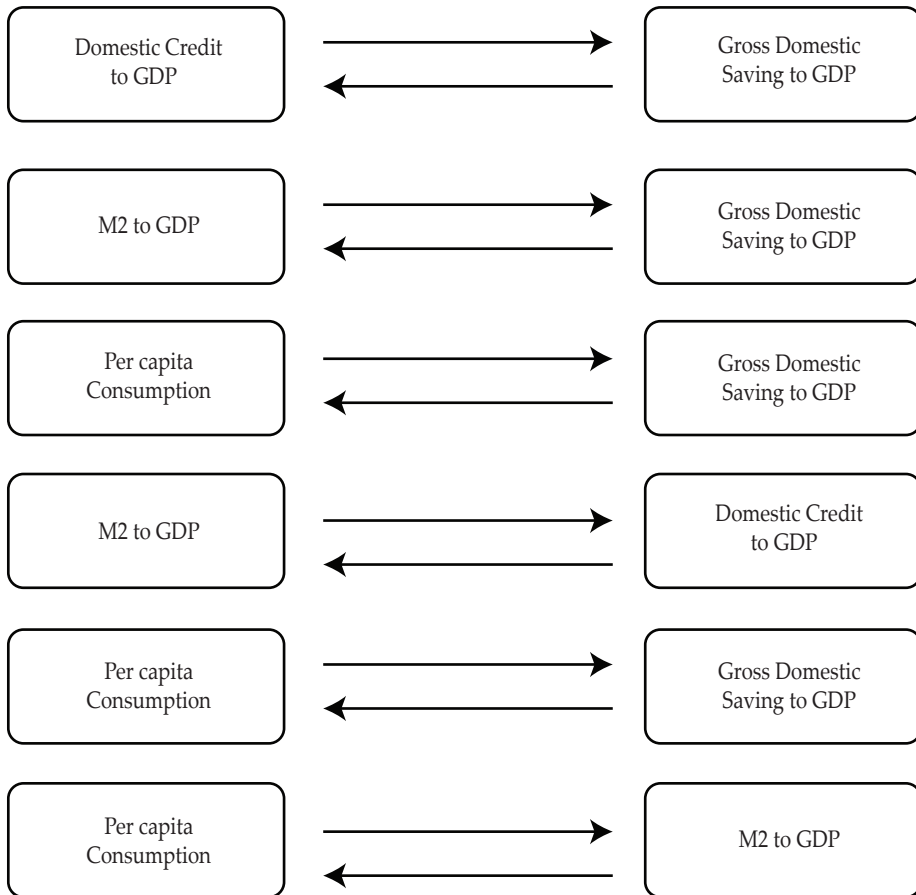 Domestic Credit
to GDP
Gross Domestic
Saving to GDP
M2 to GDP
Gross Domestic
Saving to GDP
Per capita
Consumption
Gross Domestic
Saving to GDP
M2 to GDP
Domestic Credit
to GDP
Per capita
Consumption
Gross Domestic
Saving to GDP
Per capita
Consumption
M2 to GDP